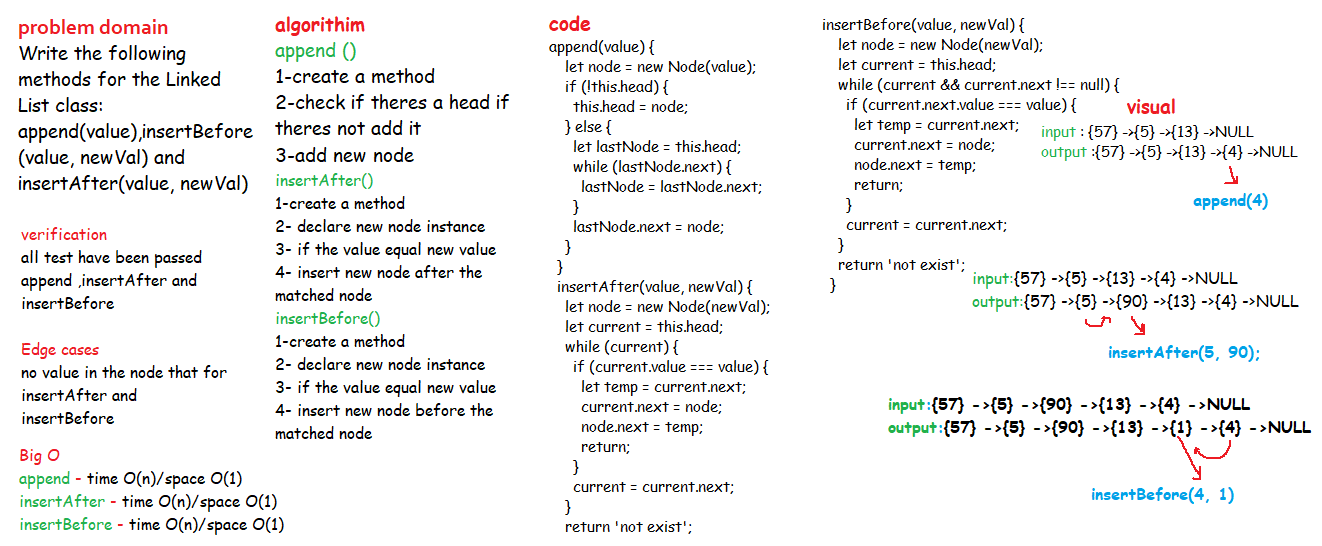 problem domain
Write the following
methods for the Linked
List class:
append(value),insertBefore
(value, newVal) and
insertAfter(value, newVal)
verification
all test have been passed
append ,insertAfter and
insertBefore
Edge cases
no value in the node that for
insertAfter and
insertBefore
Big O
append - time O(n)/space O(1)
insertAfter - time O(n)/space O(1)
insertBefore - time O(n)/space O(1)
algorithim
append ()
1-create a method
2-check if theres a head if
theres not add it
3-add new node
insertAfter()
1-create a method
2- declare new node instance
3- if the value equal new value
4- insert new node after the
matched node
insertBefore()
1-create a method
2- declare new node instance
3- if the value equal new value
4- insert new node before the
matched node
code
append(value) {
let node = new Node(value);
if (!this.head) {
this.head = node;
} else {
let lastNode = this.head;
while (lastNode.next) {
lastNode = lastNode.next;
}
lastNode.next = node;
}
}
insertAfter(value, newVal) {
let node = new Node(newVal);
let current = this.head;
while (current) {
if (current.value === value) {
let temp = current.next;
current.next = node;
node.next = temp;
return;
}
current = current.next;
}
return 'not exist';
insertBefore(value, newVal) {
let node = new Node(newVal);
let current = this.head;
while (current && current.next !== null) {
if (current.next.value === value) {
let temp = current.next;
current.next = node;
node.next = temp;
return;
}
current = current.next;
}
return 'not exist';
}
visual
input : {57} ->{5} ->{13} ->NULL
output :{57} ->{5} ->{13} ->{4} ->NULL
append(4)
input:{57} ->{5} ->{13} ->{4} ->NULL
output:{57} ->{5} ->{90} ->{13} ->{4} ->NULL
insertAfter(5, 90);
input:{57} ->{5} ->{90} ->{13} ->{4} ->NULL
output:{57} ->{5} ->{90} ->{13} ->{1} ->{4} ->NULL
insertBefore(4, 1)